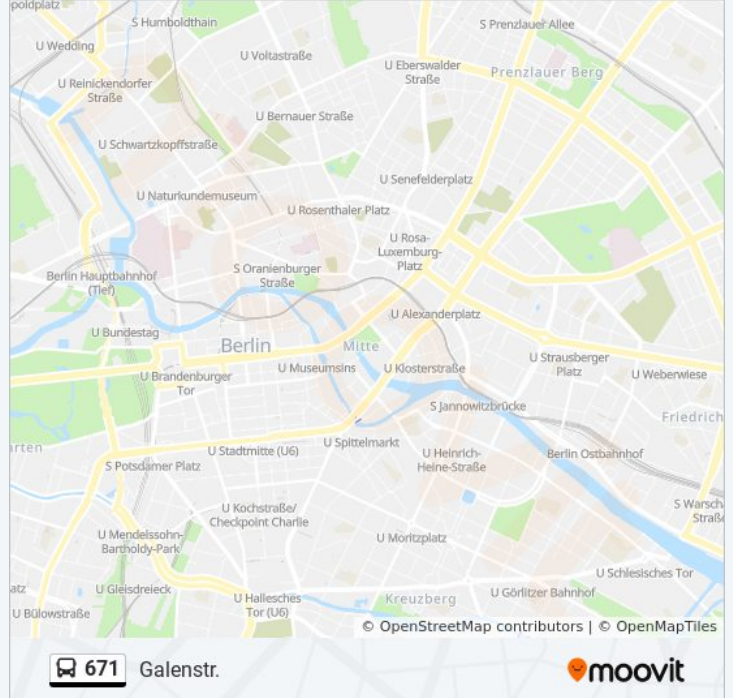 poldplatz
S Humboldthain
S Prenzlauer Allee
U Wedding
U Voltastraße
U Eberswalder
Straße
Prenzlauer Berg
U Reinickendorfer
Straße
U Bernauer Straße
U Schwartzkopffstraße
U Senefelderplatz
U Naturkundemuseum
U Rosenthaler Platz
U Rosa-
Luxemburg-
Platz
Berlin Hauptbahnhof
(Tief)
S Oranienburger
Straße
U Alexanderplatz
U Bundestag
Berlin
Mitte
U Strausberger
Platz
U Museumsins
U Klosterstraße
U Weberwiese
U Brandenburger
Tor
S Jannowitzbrücke
Friedrich
rten
U Stadtmitte (U6)
U Spittelmarkt
U Heinrich-
Heine-Straße
Berlin Ostbahnhof
S Potsdamer Platz
S Warsch
Straße
U Kochstraße/
Checkpoint Charlie
U Mendelssohn-
Bartholdy-Park
U Moritzplatz
U Schlesisches Tor
atz
U Gleisdreieck
U Hallesches
Tor (U6)
Kreuzberg
U Görlitzer Bahnhof
U Bülowstraße
© OpenStreetMap contributors | © OpenMapTiles
671 Galenstr.
moovit